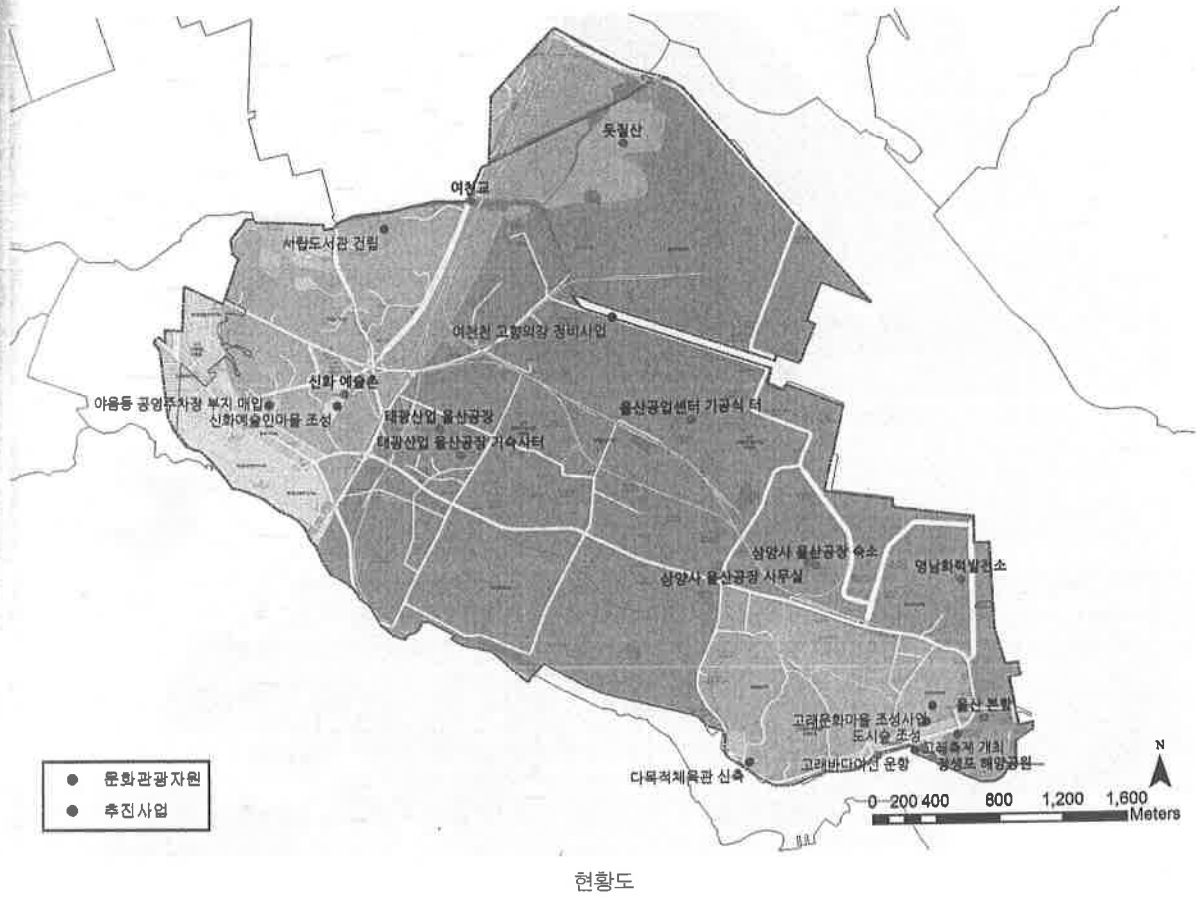 돗질산
여천교
사립도서관 건립
여천천 고향의강 정비사업
신화 예술촌
야음동 공영주차장 부지 매입
신화예술인마을 조성
태광산업 울산공장
태광산업 울산공장 기숙사터
울산공업센터 기공식 터
삼양사 울산공장 숙소
삼양사 울산공장 사무실
영남화력발전소
울산 본항
고래문화마을 조성사업
도시숲 조성
고래축제 개최
고래바다여선 운항
장생포 해양공원
다목적체육관 신축
문화관광자원
추진사업
N
0 200 400 800 1,200 1,600
Meters
현황도